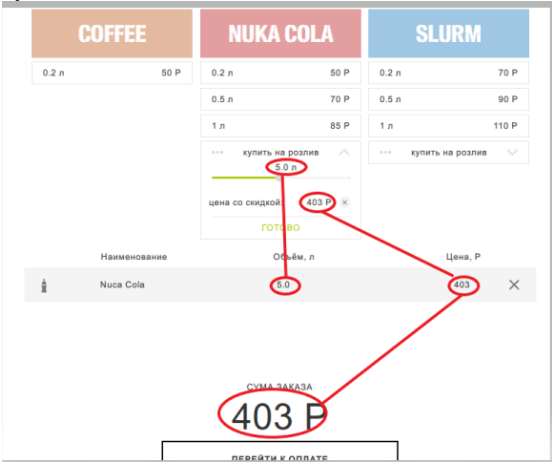 COFFEE NUKA COLA SLURM
0.2 л 50 Р 0.2 л 50 Р 0.2 л 70 Р
0.5 л 70 Р 0.5 л 90 Р
1 л 85 Р 1 л 110 Р
купить на розлив купить на розлив
5.0 л
цена со скидкой: 403 Р
ГОТОВО
Наименование Объём, л Цена, Р
Nuca Cola 5.0 403
СУМА ЗАКАЗА
403 Р
ПЕРЕЙТИ К ОПЛАТЕ